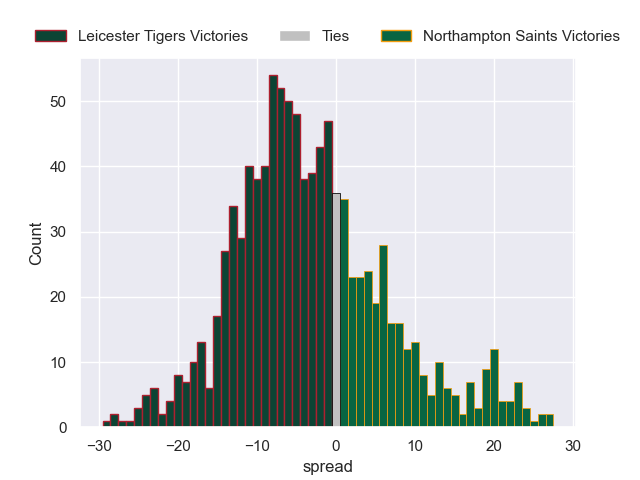 Leicester Tigers Victories Ties Northampton Saints Victories
50
40
30
20
10
0
−30 −20 −10 0 10 20 30
Count
spread